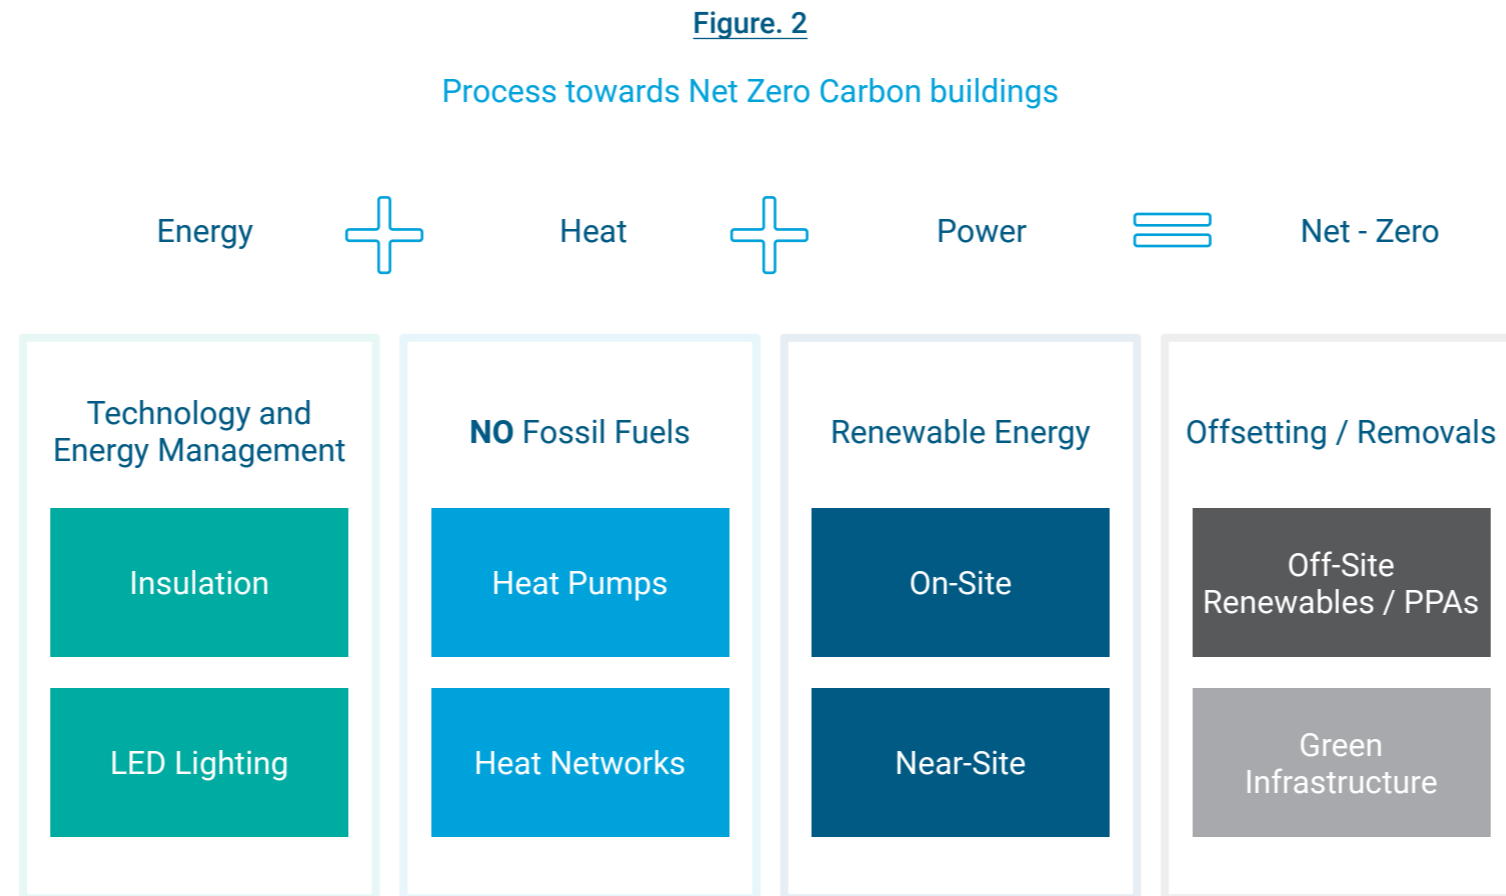 Figure. 2
Process towards Net Zero Carbon buildings
Energy
Heat
Power
Net - Zero
Technology and
Energy Management
Insulation
LED Lighting
NO Fossil Fuels
Heat Pumps
Heat Networks
Renewable Energy
On-Site
Near-Site
Offsetting / Removals
Off-Site
Renewables / PPAs
Green
Infrastructure